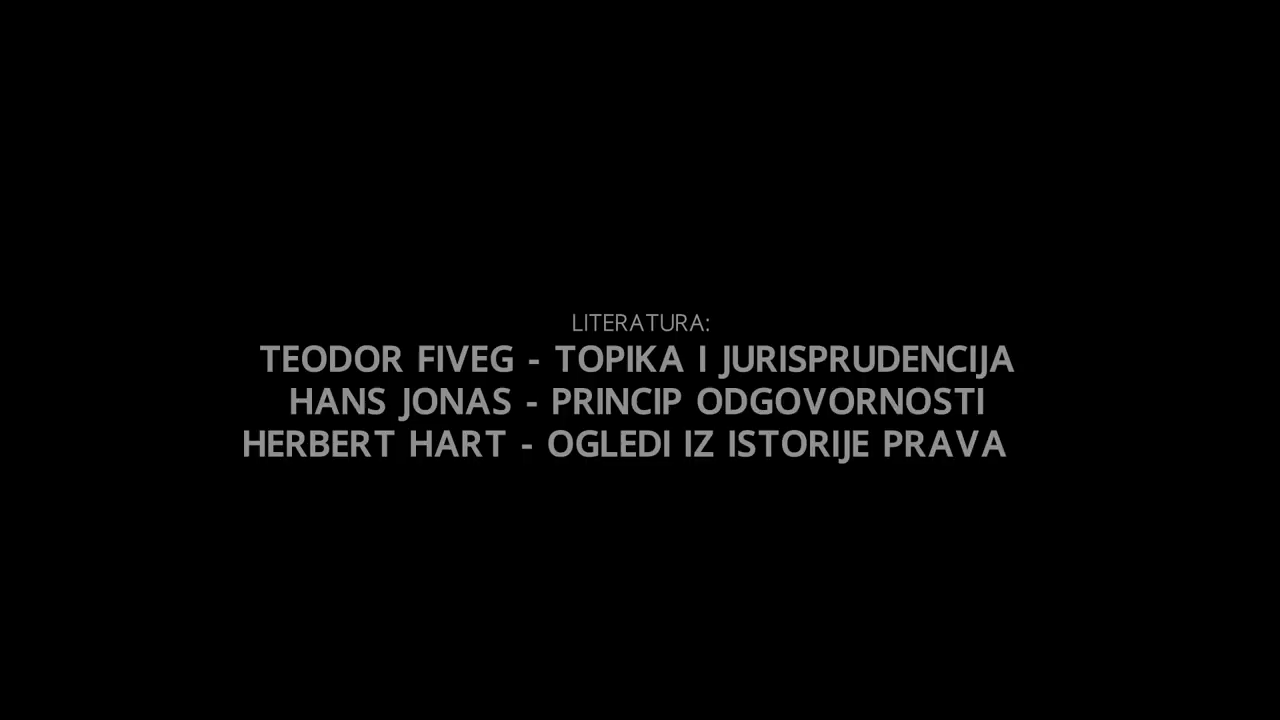 LITERATURA:
TEODOR FIVEG - TOPIKA I JURISPRUDENCIJA
HANS JONAS - PRINCIP ODGOVORNOSTI
HERBERT HART - OGLEDI IZ ISTORIJE PRAVA